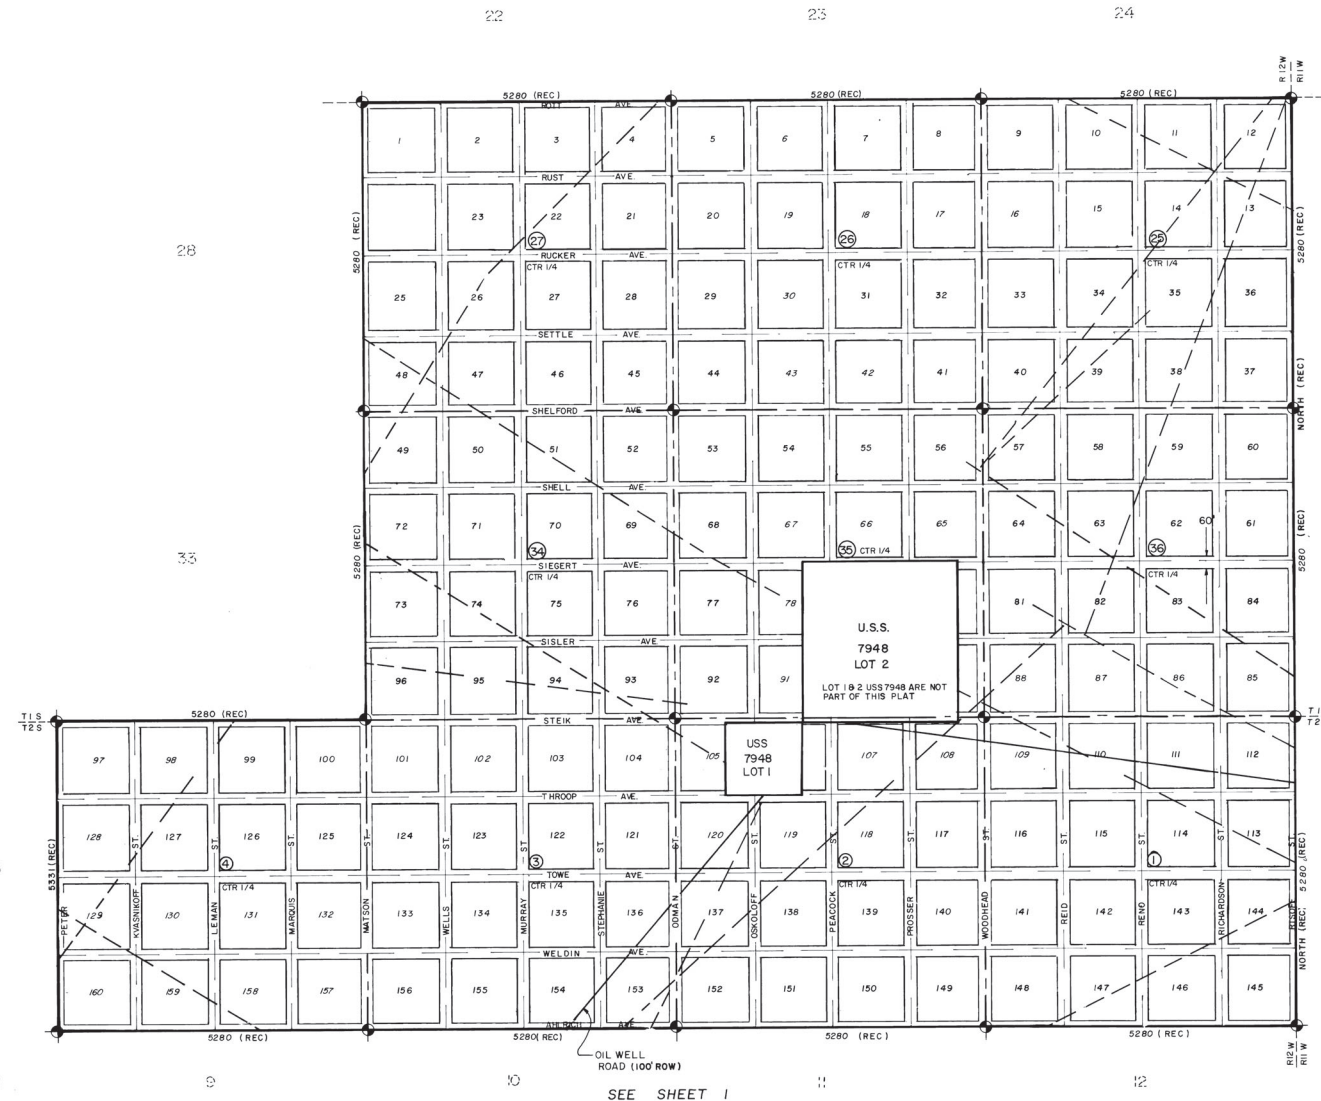 22 23 24
R12W R11W
5280 (REC) 5280 (REC) 5280 (REC)
ROTT AVE
1 2 3 4 5 6 7 8 9 10 11 12
RUST AVE.
23 22 21 20 19 18 17 16 15 14 13
28 5280 (REC) 27 26 25 5280 (REC)
RUCKER AVE.
CTR 1/4 CTR 1/4 CTR 1/4
25 26 27 28 29 30 31 32 33 34 35 36
SETTLE AVE.
48 47 46 45 44 43 42 41 40 39 38 37
NORTH (REC)
SHELFORD AVE.
49 50 51 52 53 54 55 56 57 58 59 60
SHELL AVE.
72 71 70 69 68 67 66 65 64 63 62 60' 61
33 5280 (REC) 34 35 CTR 1/4 36 5280 (REC)
SIEGERT AVE.
CTR 1/4 CTR 1/4
73 74 75 76 77 78 81 82 83 84
U.S.S.
7948
LOT 2
SISLER AVE
LOT 1 & 2 USS 7948 ARE NOT
PART OF THIS PLAT
96 95 94 93 92 91 88 87 86 85
T1S 5280 (REC) STEIK AVE. T1
T2S T2
97 98 99 100 101 102 103 104 105 107 108 109 110 111 112
USS
7948
LOT 1
THROOP AVE.
128 127 126 125 124 123 122 121 120 119 118 117 116 115 114 113
5331 (REC) 4 3 2 1 5280 (REC)
TOWE AVE.
CTR 1/4 CTR 1/4 CTR 1/4 CTR 1/4
129 130 131 132 133 134 135 136 137 138 139 140 141 142 143 144
PETER KVASNIKOFF ST. LEMAN ST. MARQUIS ST. MATSON ST. WELLS ST. MURRAY ST. STEPHANIE ST. ODMAN ST. OSKOLOFF ST. PEACOCK ST. PROSSER ST. WOODHEAD ST. REID ST. RENO ST. RICHARDSON ST. ST.
NORTH (REC)
WELDIN AVE.
160 159 158 157 156 155 154 153 152 151 150 149 148 147 146 145
AVE.
5280 (REC) 5280 (REC) 5280 (REC) 5280 (REC)
R12W R11W
OIL WELL
ROAD (100' ROW)
9 10 11 12
SEE SHEET 1